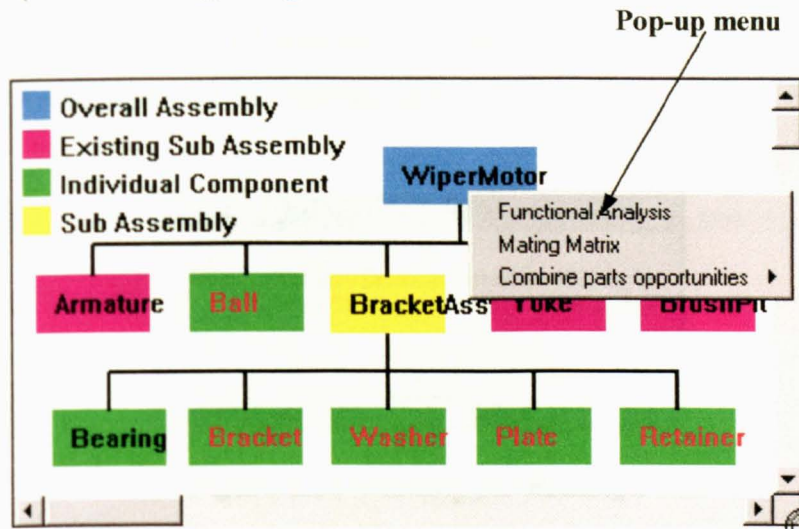 Pop-up menu
Overall Assembly
Existing Sub Assembly
Individual Component
Sub Assembly
WiperMotor
Functional Analysis
Mating Matrix
Combine parts opportunities
Armature Ball BracketAss Yoke BrushPlt
Bearing Bracket Washer Plate Retainer